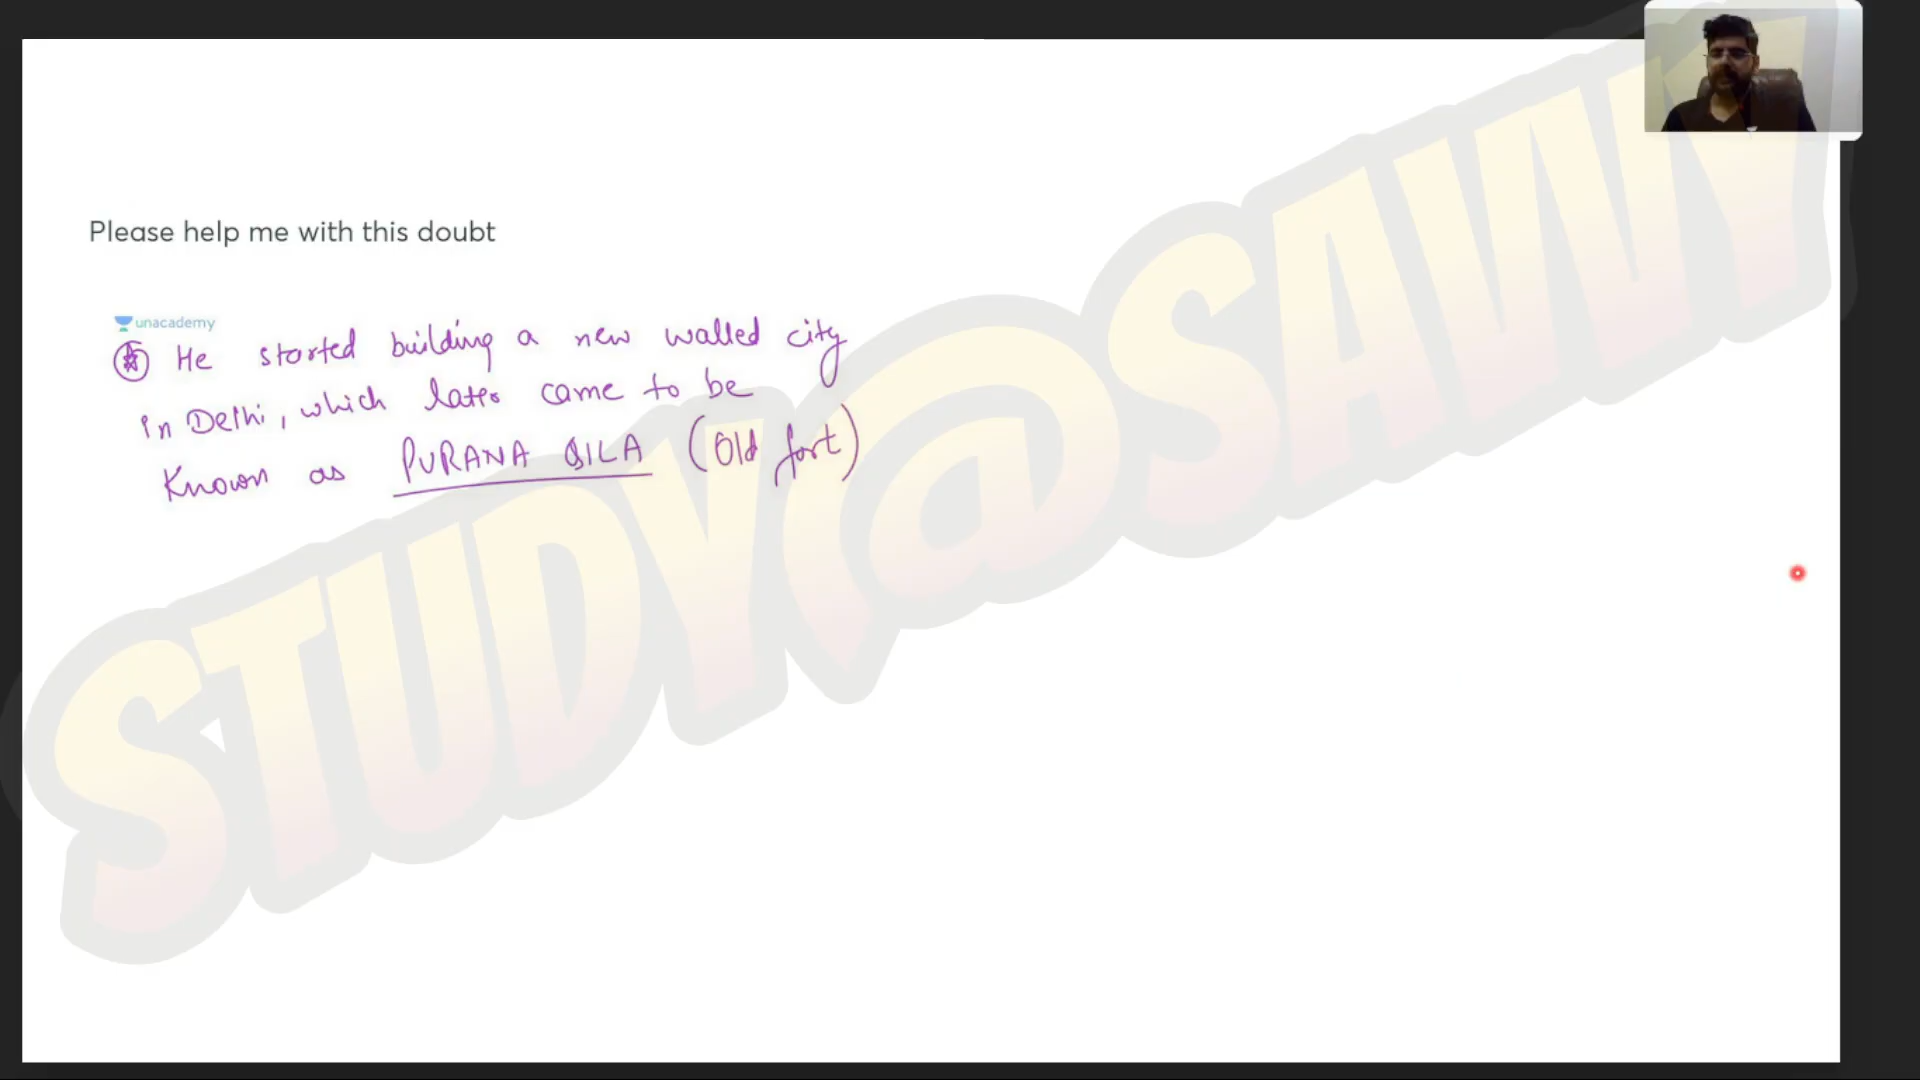 Please help me with this doubt
unacademy
He started building a new walled city
in Delhi, which later came to be
Known as PURANA QILA (Old fort)
STUDY@SAVVY